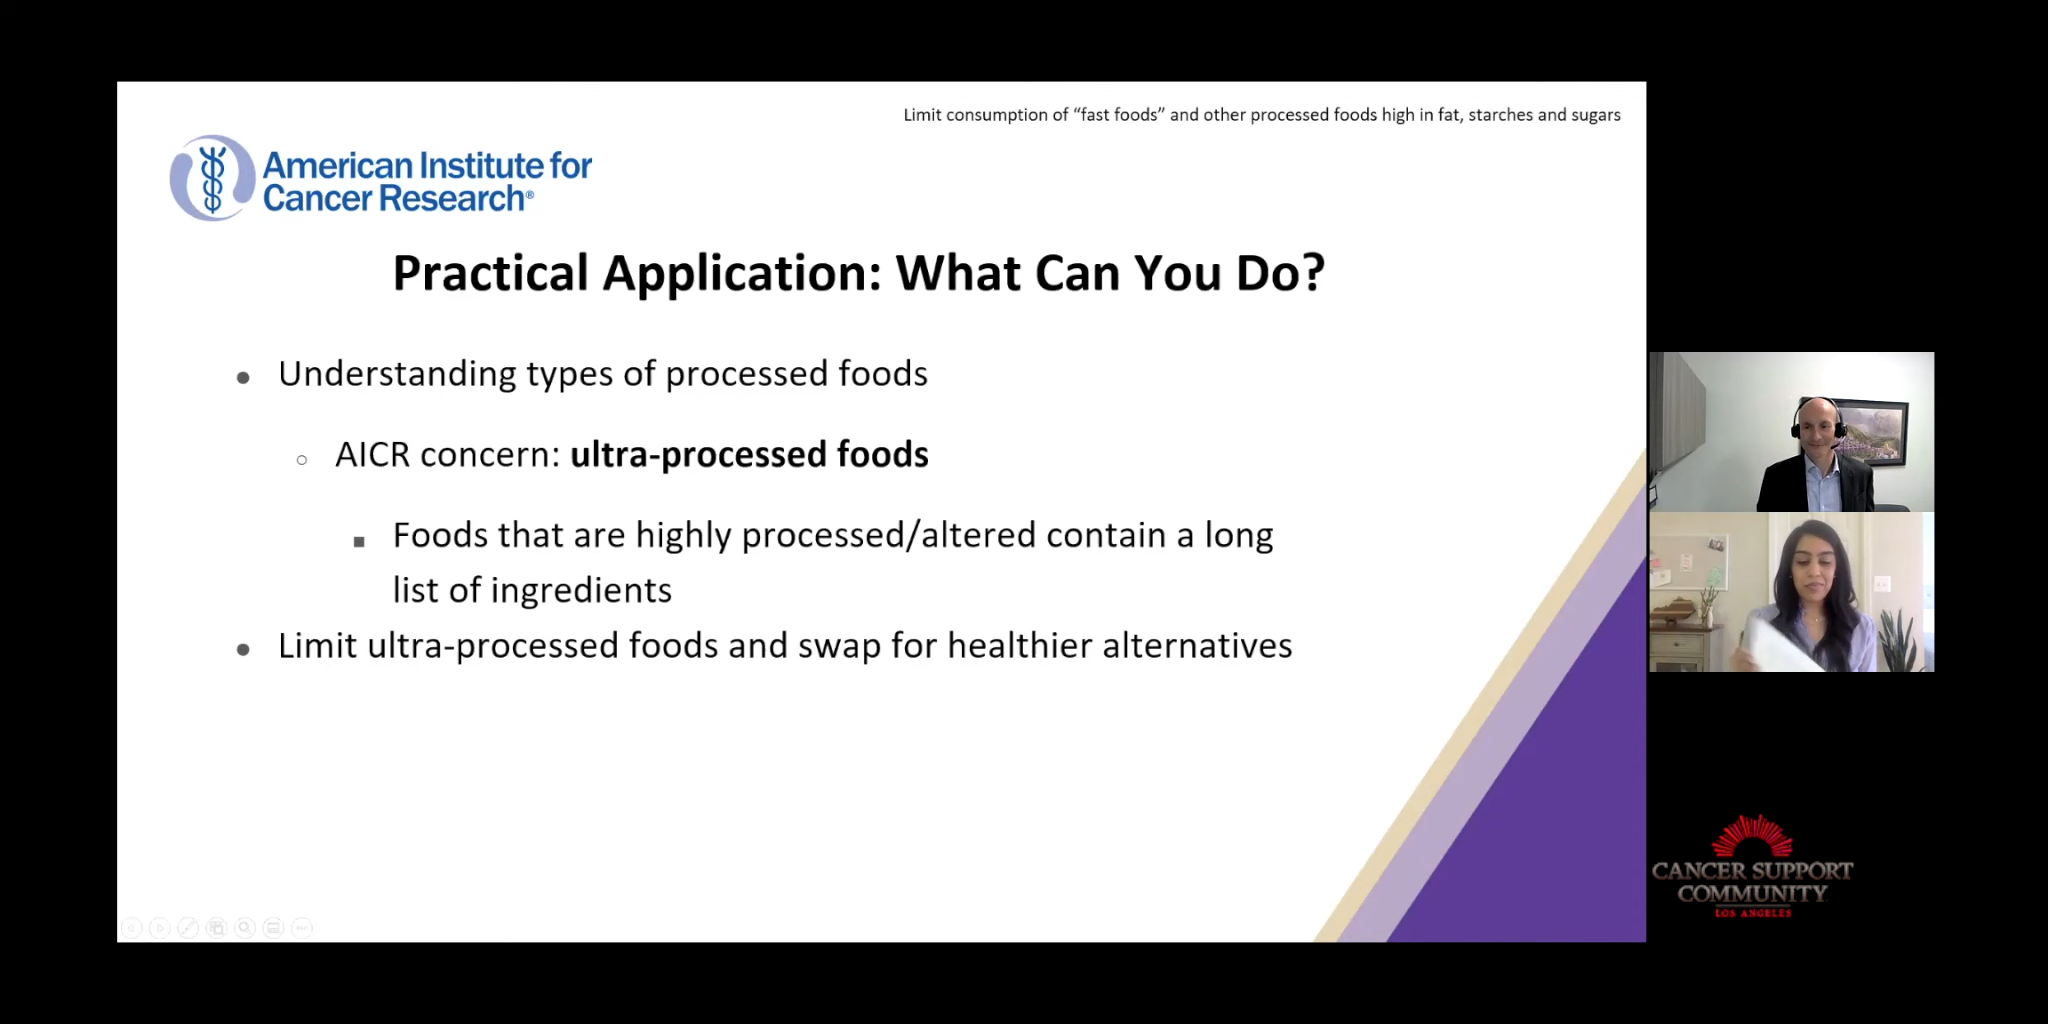 Limit consumption of “fast foods” and other processed foods high in fat, starches and sugars
American Institute for
Cancer Research®
Practical Application: What Can You Do?
• Understanding types of processed foods
○ AICR concern: ultra-processed foods
■ Foods that are highly processed/altered contain a long
list of ingredients
• Limit ultra-processed foods and swap for healthier alternatives
CANCER SUPPORT
COMMUNITY
LOS ANGELES